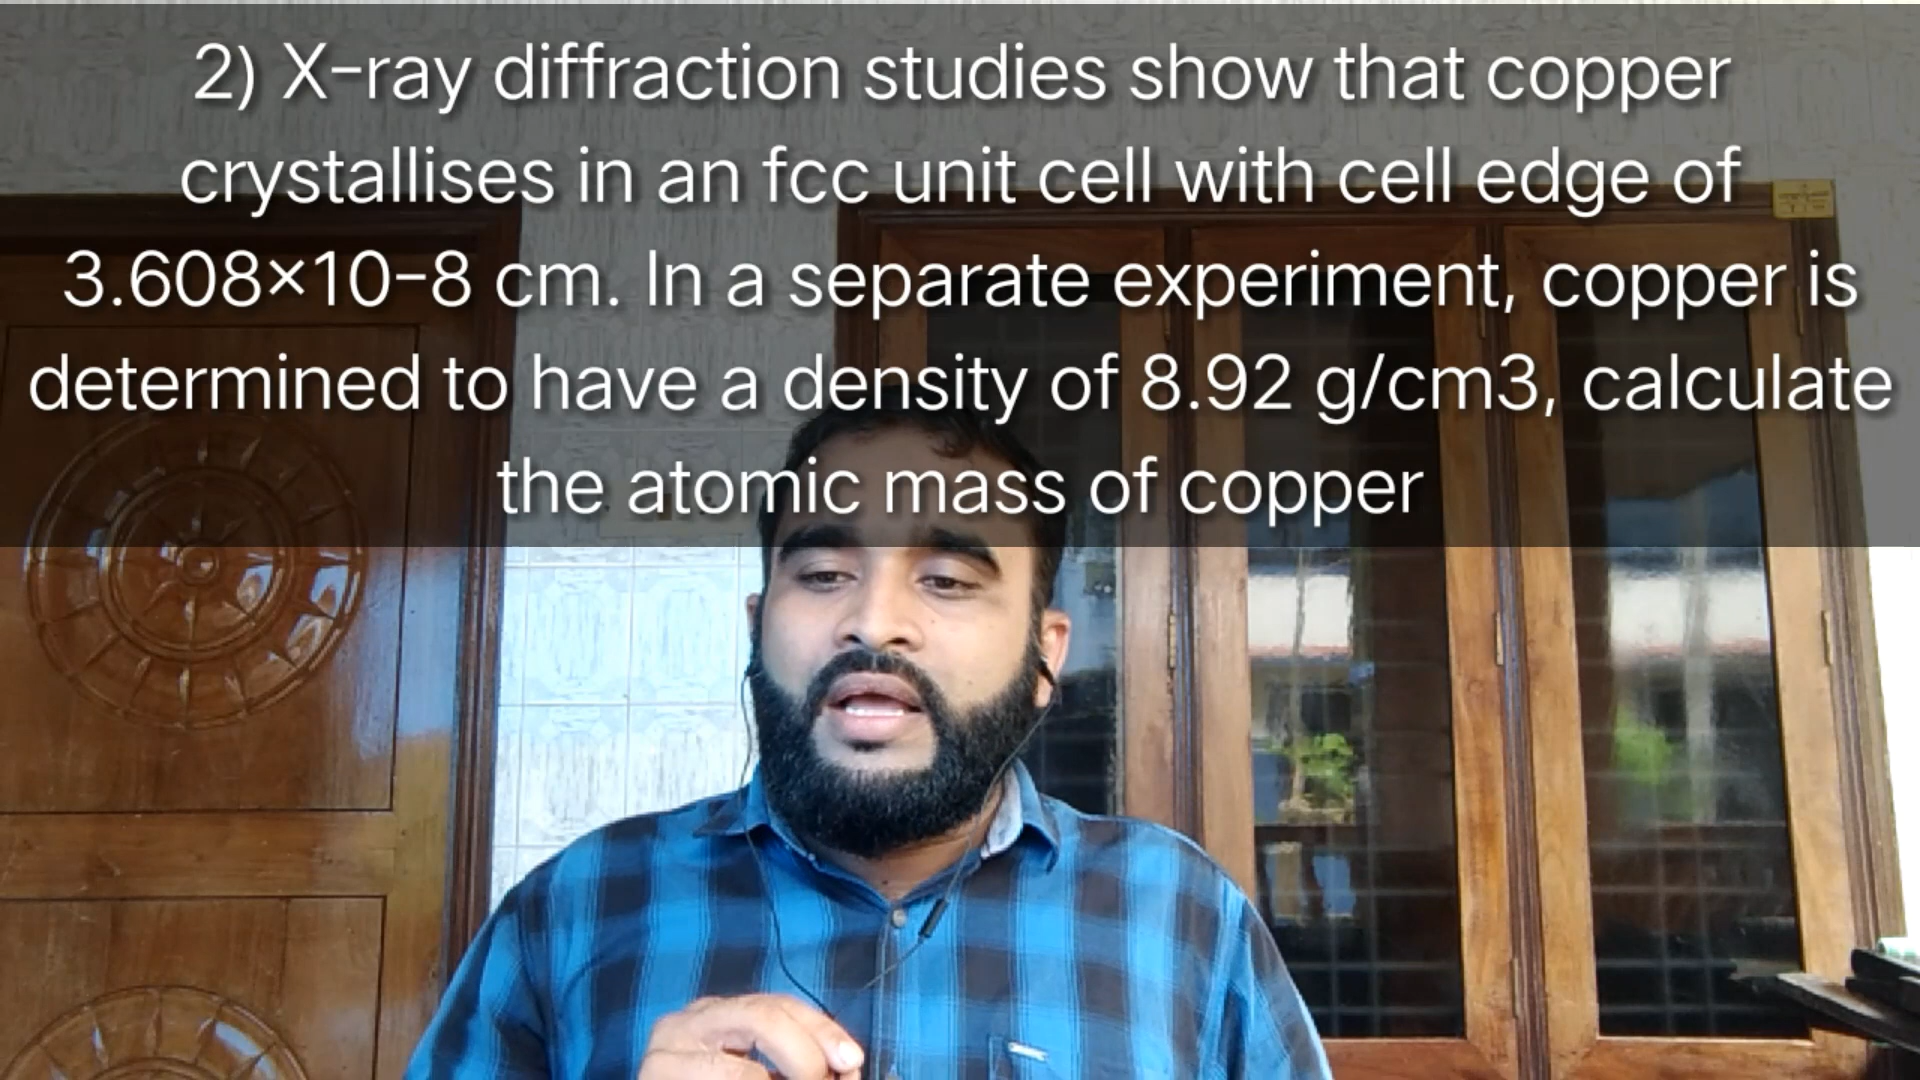 2) X-ray diffraction studies show that copper
crystallises in an fcc unit cell with cell edge of
3.608×10-8 cm. In a separate experiment, copper is
determined to have a density of 8.92 g/cm3, calculate
the atomic mass of copper